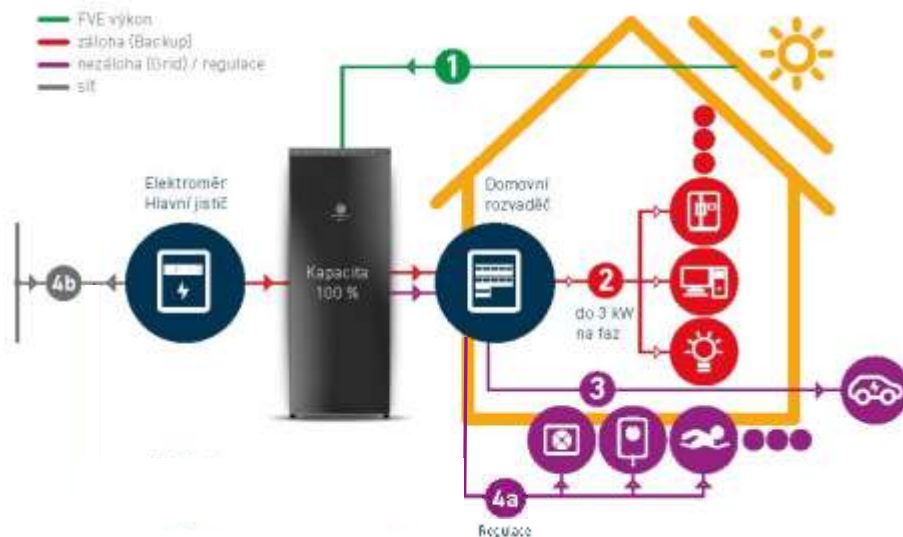 FVE výkon
záloha (Backup)
nezáloha (Grid) / regulace
síť
1
Elektroměr
Hlavní jistič
Domovní
rozvaděč
Kapacita
100 %
4b
2
do 3 kW
na faz
3
4a
Regulace